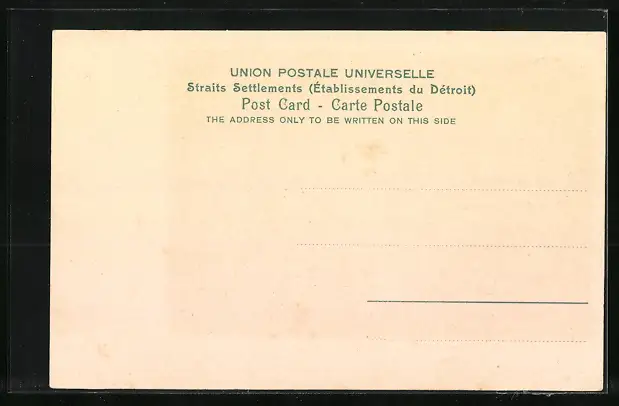 UNION POSTALE UNIVERSELLE
Straits Settlements (Établissements du Détroit)
Post Card - Carte Postale
THE ADDRESS ONLY TO BE WRITTEN ON THIS SIDE